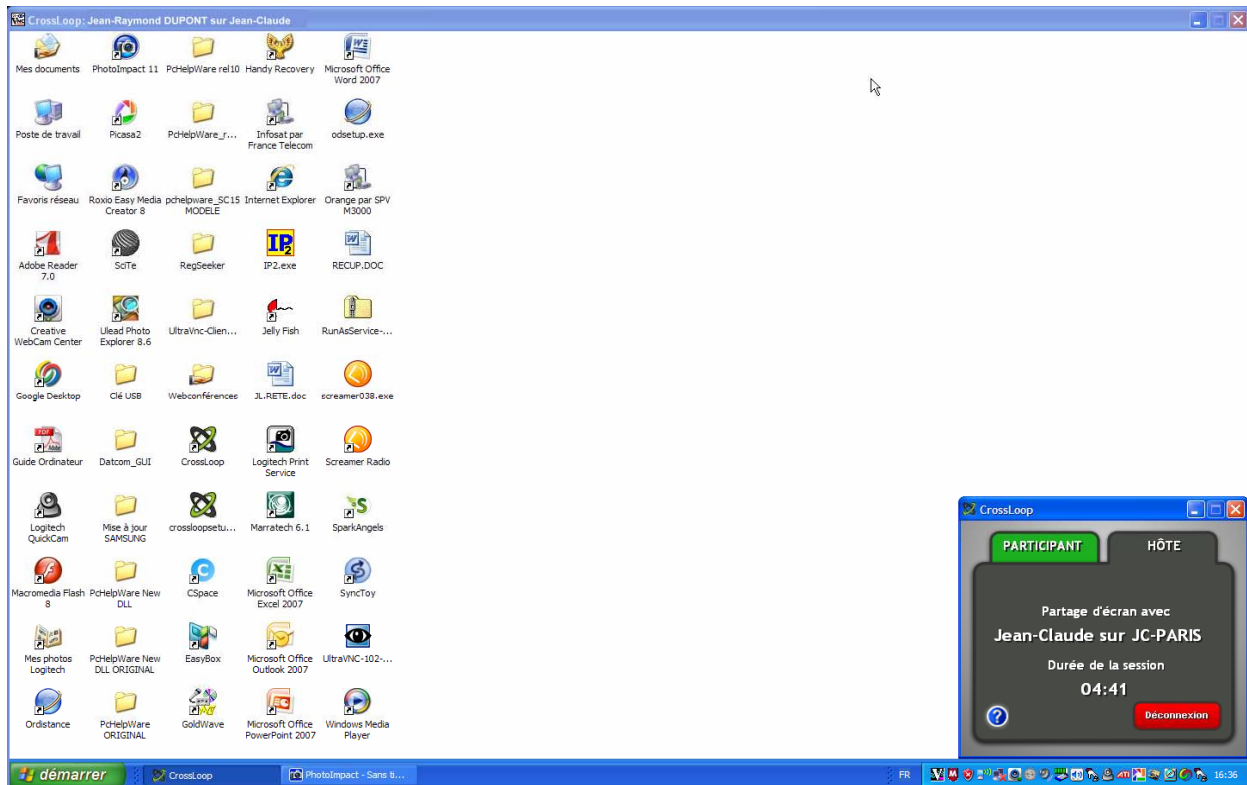 CrossLoop: Jean-Raymond DUPONT sur Jean-Claude
Mes documents
PhotoImpact 11
PcHelpWare rel10
Handy Recovery
Microsoft Office
Word 2007
Poste de travail
Picasa2
PcHelpWare_r...
Infosat par
France Telecom
odsetup.exe
Favoris réseau
Roxio Easy Media
Creator 8
pchelpware_SC15
MODELE
Internet Explorer
Orange par SPV
M3000
Adobe Reader
7.0
SciTe
RegSeeker
IP2
IP2.exe
RECUP.DOC
Creative
WebCam Center
Ulead Photo
Explorer 8.6
UltraVnc-Clien...
Jelly Fish
RunAsService-...
Google Desktop
Clé USB
Webconférences
JL.RETE.doc
screamer038.exe
Guide Ordinateur
Datcom_GUI
CrossLoop
Logitech Print
Service
Screamer Radio
Logitech
QuickCam
Mise à jour
SAMSUNG
crossloopsetu...
Marratech 6.1
SparkAngels
Macromedia Flash
8
PcHelpWare New
DLL
CSpace
Microsoft Office
Excel 2007
SyncToy
Mes photos
Logitech
PcHelpWare New
DLL ORIGINAL
EasyBox
Microsoft Office
Outlook 2007
UltraVNC-102-...
Ordistance
PcHelpWare
ORIGINAL
GoldWave
Microsoft Office
PowerPoint 2007
Windows Media
Player
CrossLoop
PARTICIPANT
HÔTE
Partage d'écran avec
Jean-Claude sur JC-PARIS
Durée de la session
04:41
Déconnexion
démarrer
CrossLoop
PhotoImpact - Sans ti...
FR
16:36